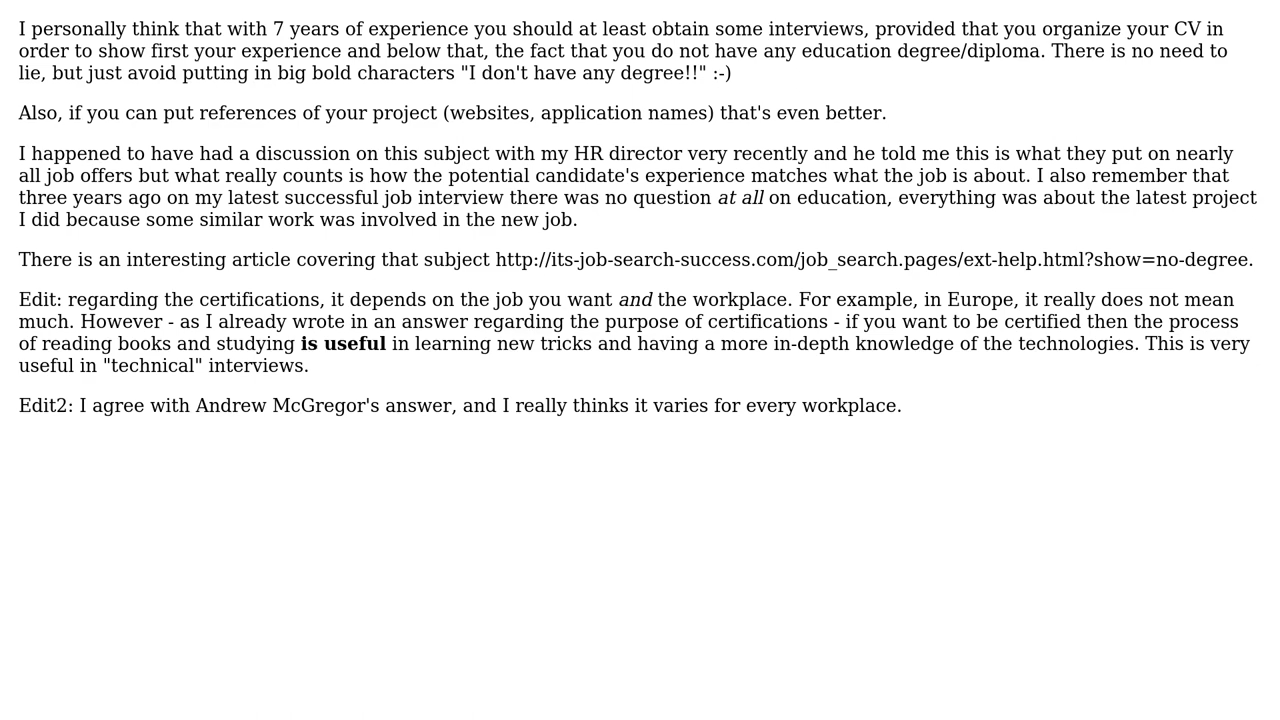 I personally think that with 7 years of experience you should at least obtain some interviews, provided that you organize your CV in
order to show first your experience and below that, the fact that you do not have any education degree/diploma. There is no need to
lie, but just avoid putting in big bold characters "I don't have any degree!!" :-)
Also, if you can put references of your project (websites, application names) that's even better.
I happened to have had a discussion on this subject with my HR director very recently and he told me this is what they put on nearly
all job offers but what really counts is how the potential candidate's experience matches what the job is about. I also remember that
three years ago on my latest successful job interview there was no question at all on education, everything was about the latest project
I did because some similar work was involved in the new job.
There is an interesting article covering that subject http://its-job-search-success.com/job_search.pages/ext-help.html?show=no-degree.
Edit: regarding the certifications, it depends on the job you want and the workplace. For example, in Europe, it really does not mean
much. However - as I already wrote in an answer regarding the purpose of certifications - if you want to be certified then the process
of reading books and studying is useful in learning new tricks and having a more in-depth knowledge of the technologies. This is very
useful in "technical" interviews.
Edit2: I agree with Andrew McGregor's answer, and I really thinks it varies for every workplace.